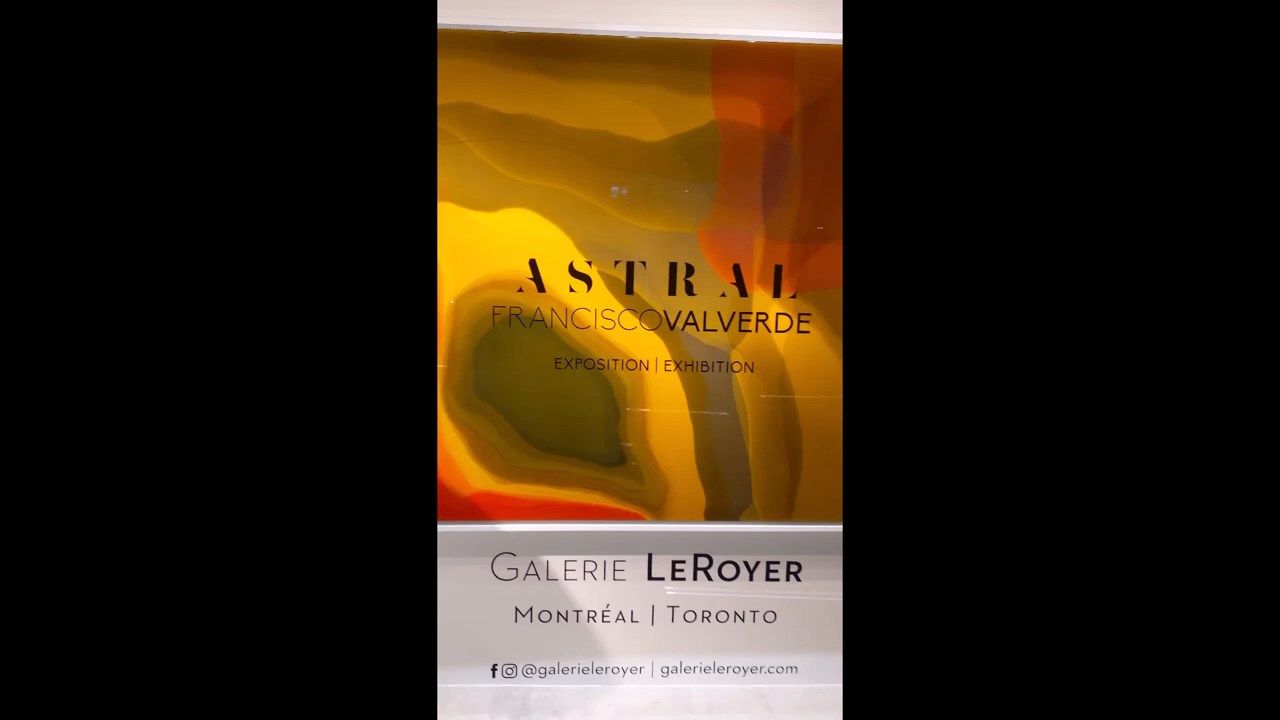 ASTRAL
FRANCISCOVALVERDE
EXPOSITION | EXHIBITION
GALERIE LEROYER
MONTRÉAL | TORONTO
@galerieleroyer | galerieleroyer.com